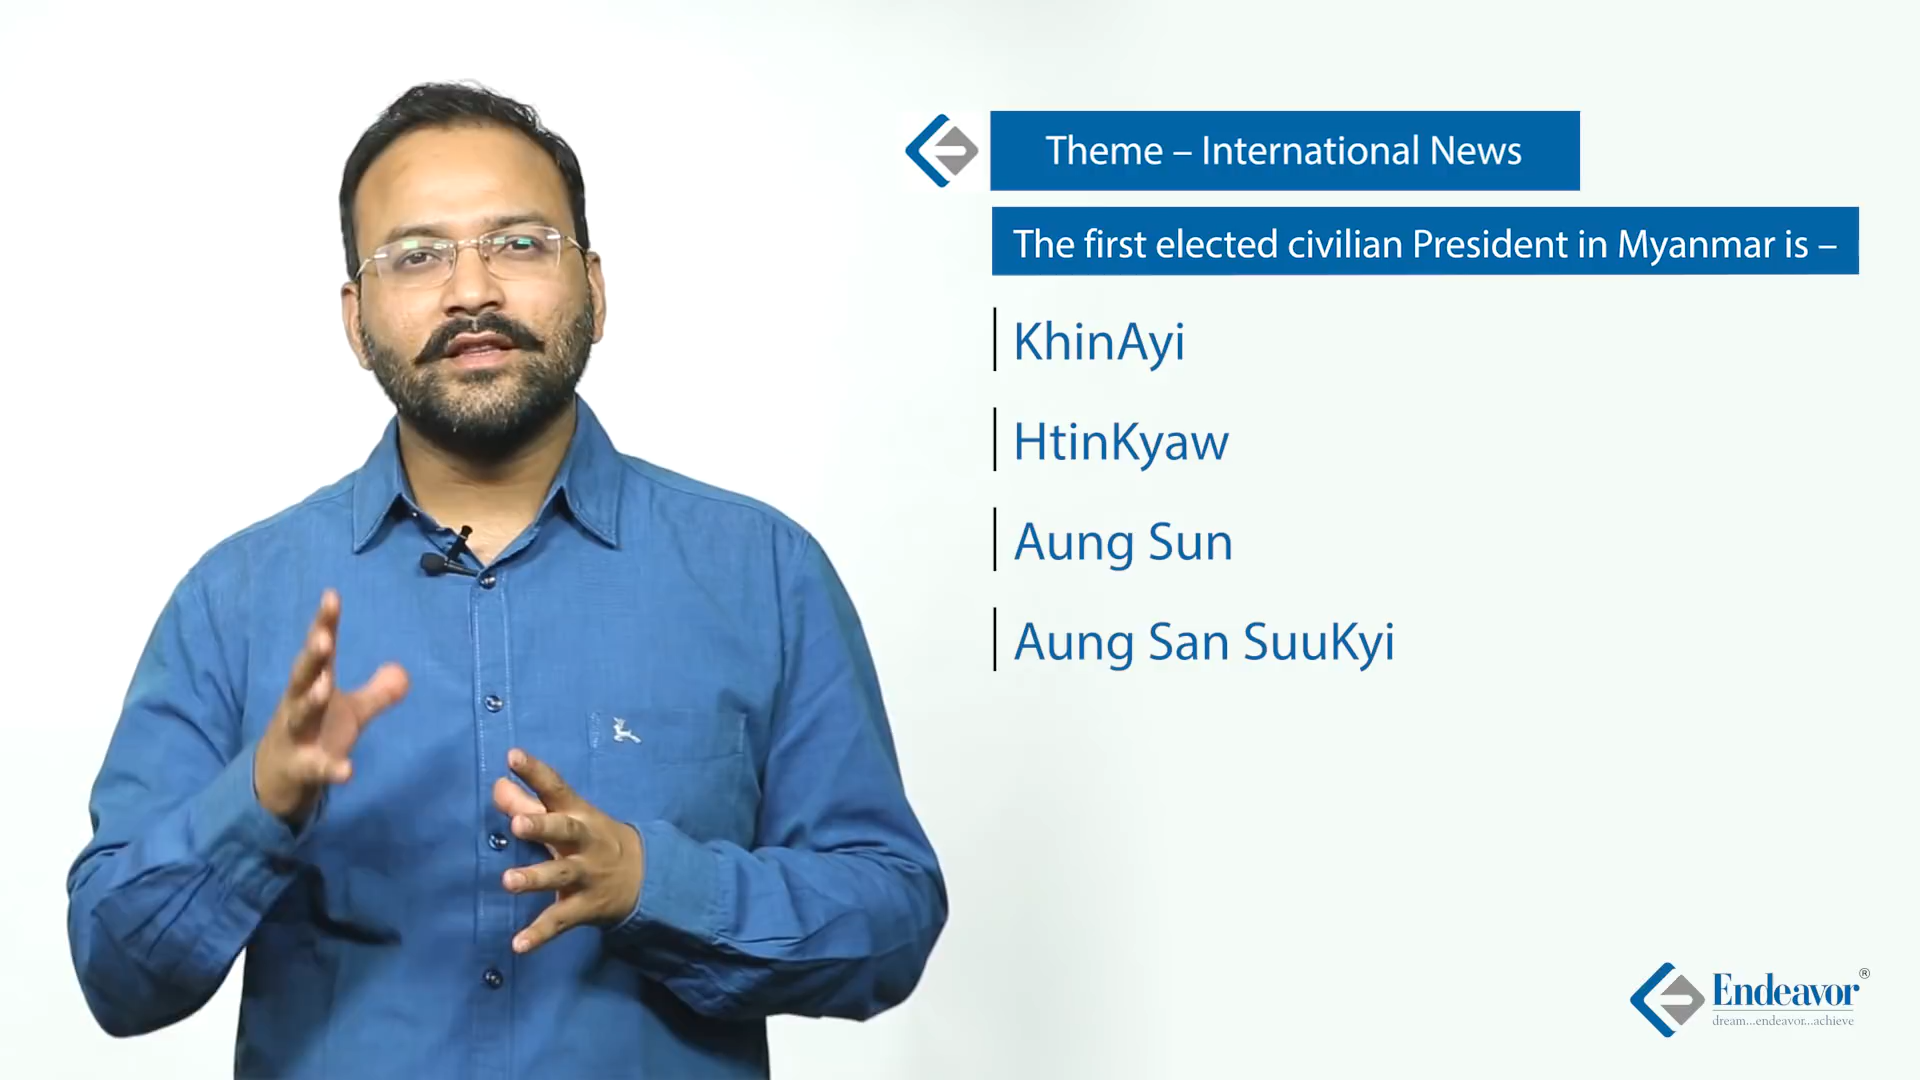 Theme – International News
The first elected civilian President in Myanmar is –
KhinAyi
HtinKyaw
Aung Sun
Aung San SuuKyi
Endeavor®
dream...endeavor...achieve